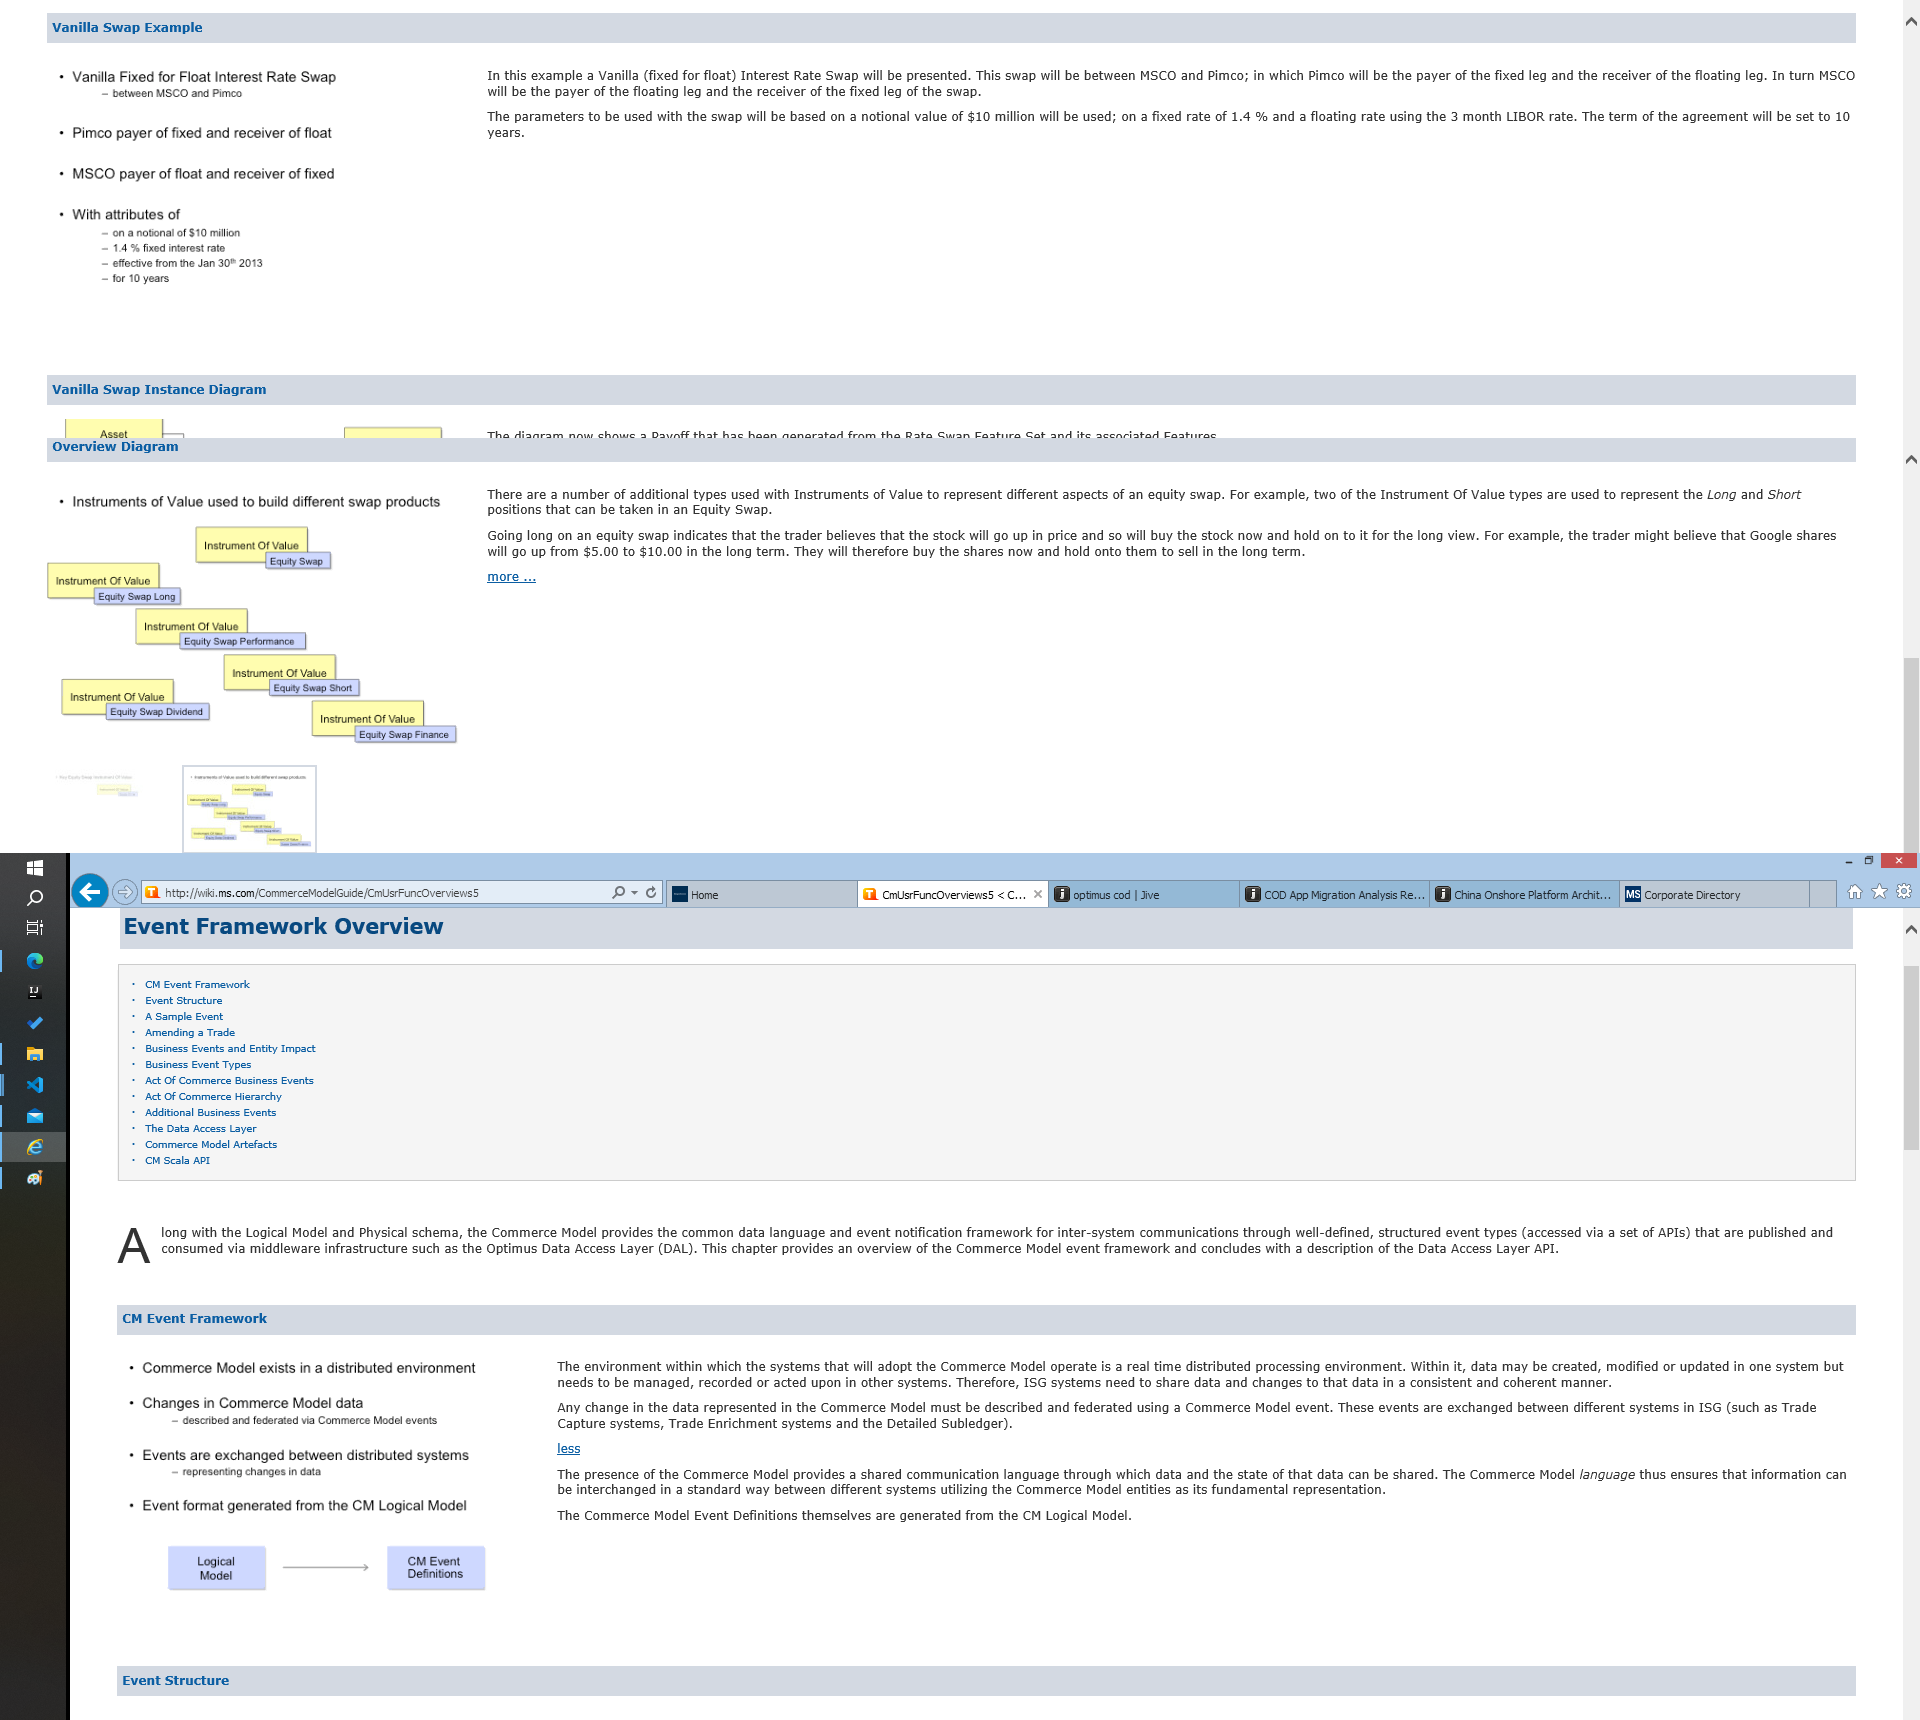 Vanilla Swap Example
• Vanilla Fixed for Float Interest Rate Swap
– between MSCO and Pimco
• Pimco payer of fixed and receiver of float
• MSCO payer of float and receiver of fixed
• With attributes of
– on a notional of $10 million
– 1.4 % fixed interest rate
– effective from the Jan 30th 2013
– for 10 years
In this example a Vanilla (fixed for float) Interest Rate Swap will be presented. This swap will be between MSCO and Pimco; in which Pimco will be the payer of the fixed leg and the receiver of the floating leg. In turn MSCO
will be the payer of the floating leg and the receiver of the fixed leg of the swap.
The parameters to be used with the swap will be based on a notional value of $10 million will be used; on a fixed rate of 1.4 % and a floating rate using the 3 month LIBOR rate. The term of the agreement will be set to 10
years.
Vanilla Swap Instance Diagram
Asset
The diagram now shows a Payoff that has been generated from the Rate Swap Feature Set and its associated Features.
Overview Diagram
• Instruments of Value used to build different swap products
Instrument Of Value
Equity Swap
Instrument Of Value
Equity Swap Long
Instrument Of Value
Equity Swap Performance
Instrument Of Value
Equity Swap Short
Instrument Of Value
Equity Swap Dividend
Instrument Of Value
Equity Swap Finance
There are a number of additional types used with Instruments of Value to represent different aspects of an equity swap. For example, two of the Instrument Of Value types are used to represent the Long and Short
positions that can be taken in an Equity Swap.
Going long on an equity swap indicates that the trader believes that the stock will go up in price and so will buy the stock now and hold on to it for the long view. For example, the trader might believe that Google shares
will go up from $5.00 to $10.00 in the long term. They will therefore buy the shares now and hold onto them to sell in the long term.
more ...
• Instruments of Value used to build different swap products
http://wiki.ms.com/CommerceModelGuide/CmUsrFuncOverviews5
Home
CmUsrFuncOverviews5 < C...
optimus cod | Jive
COD App Migration Analysis Re...
China Onshore Platform Archit...
MS Corporate Directory
Event Framework Overview
• CM Event Framework
• Event Structure
• A Sample Event
• Amending a Trade
• Business Events and Entity Impact
• Business Event Types
• Act Of Commerce Business Events
• Act Of Commerce Hierarchy
• Additional Business Events
• The Data Access Layer
• Commerce Model Artefacts
• CM Scala API
A long with the Logical Model and Physical schema, the Commerce Model provides the common data language and event notification framework for inter-system communications through well-defined, structured event types (accessed via a set of APIs) that are published and
consumed via middleware infrastructure such as the Optimus Data Access Layer (DAL). This chapter provides an overview of the Commerce Model event framework and concludes with a description of the Data Access Layer API.
CM Event Framework
• Commerce Model exists in a distributed environment
• Changes in Commerce Model data
– described and federated via Commerce Model events
• Events are exchanged between distributed systems
– representing changes in data
• Event format generated from the CM Logical Model
Logical
Model
CM Event
Definitions
The environment within which the systems that will adopt the Commerce Model operate is a real time distributed processing environment. Within it, data may be created, modified or updated in one system but
needs to be managed, recorded or acted upon in other systems. Therefore, ISG systems need to share data and changes to that data in a consistent and coherent manner.
Any change in the data represented in the Commerce Model must be described and federated using a Commerce Model event. These events are exchanged between different systems in ISG (such as Trade
Capture systems, Trade Enrichment systems and the Detailed Subledger).
less
The presence of the Commerce Model provides a shared communication language through which data and the state of that data can be shared. The Commerce Model language thus ensures that information can
be interchanged in a standard way between different systems utilizing the Commerce Model entities as its fundamental representation.
The Commerce Model Event Definitions themselves are generated from the CM Logical Model.
Event Structure